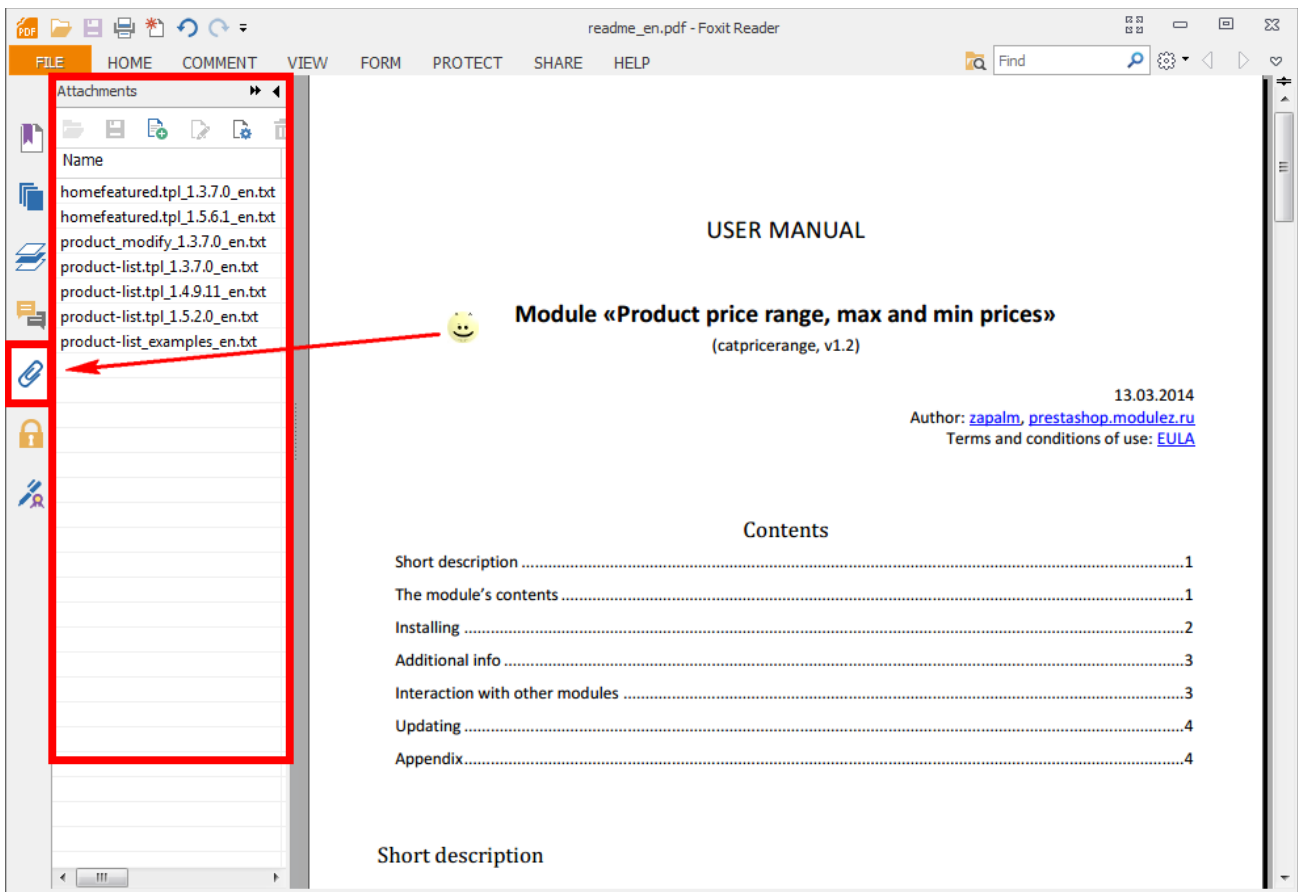 PDF
readme_en.pdf - Foxit Reader
FILE HOME COMMENT VIEW FORM PROTECT SHARE HELP Find
Attachments
Name
homefeatured.tpl_1.3.7.0_en.txt
homefeatured.tpl_1.5.6.1_en.txt
product_modify_1.3.7.0_en.txt
product-list.tpl_1.3.7.0_en.txt
product-list.tpl_1.4.9.11_en.txt
product-list.tpl_1.5.2.0_en.txt
product-list_examples_en.txt
USER MANUAL
Module «Product price range, max and min prices»
(catpricerange, v1.2)
13.03.2014
Author: zapalm, prestashop.modulez.ru
Terms and conditions of use: EULA
Contents
Short description ........ 1
The module’s contents ........ 1
Installing ........ 2
Additional info ........ 3
Interaction with other modules ........ 3
Updating ........ 4
Appendix ........ 4
Short description